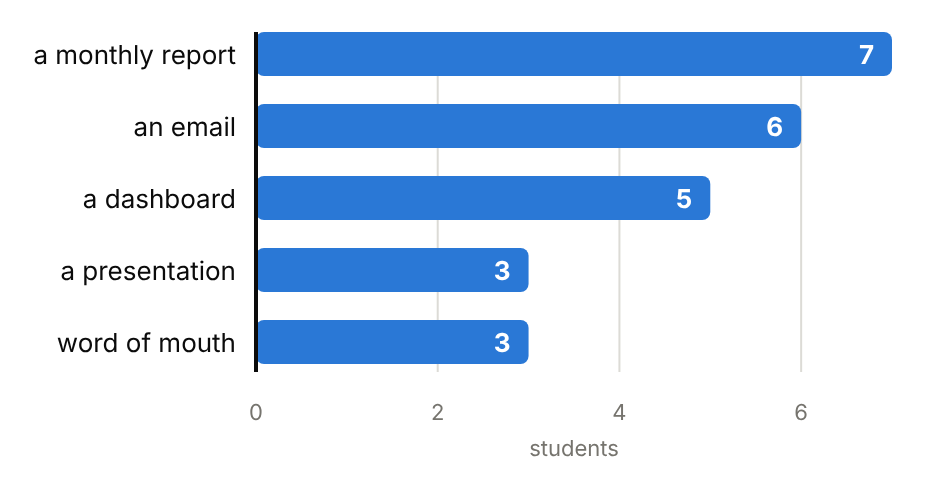 a monthly report 7
an email 6
a dashboard 5
a presentation 3
word of mouth 3
0 2 4 6
students